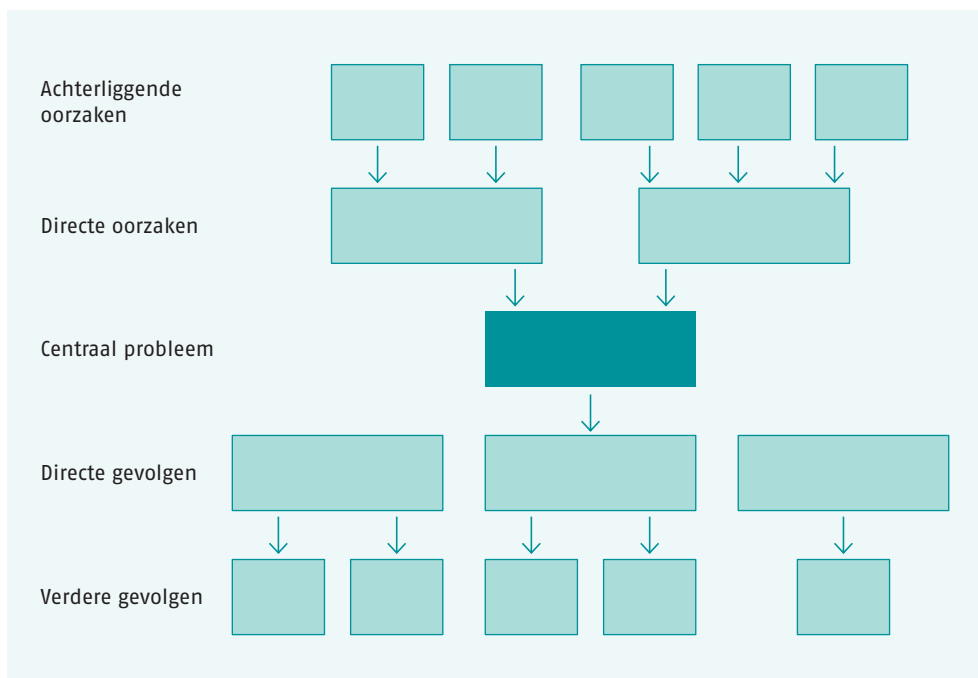 Achterliggende
oorzaken
Directe oorzaken
Centraal probleem
Directe gevolgen
Verdere gevolgen